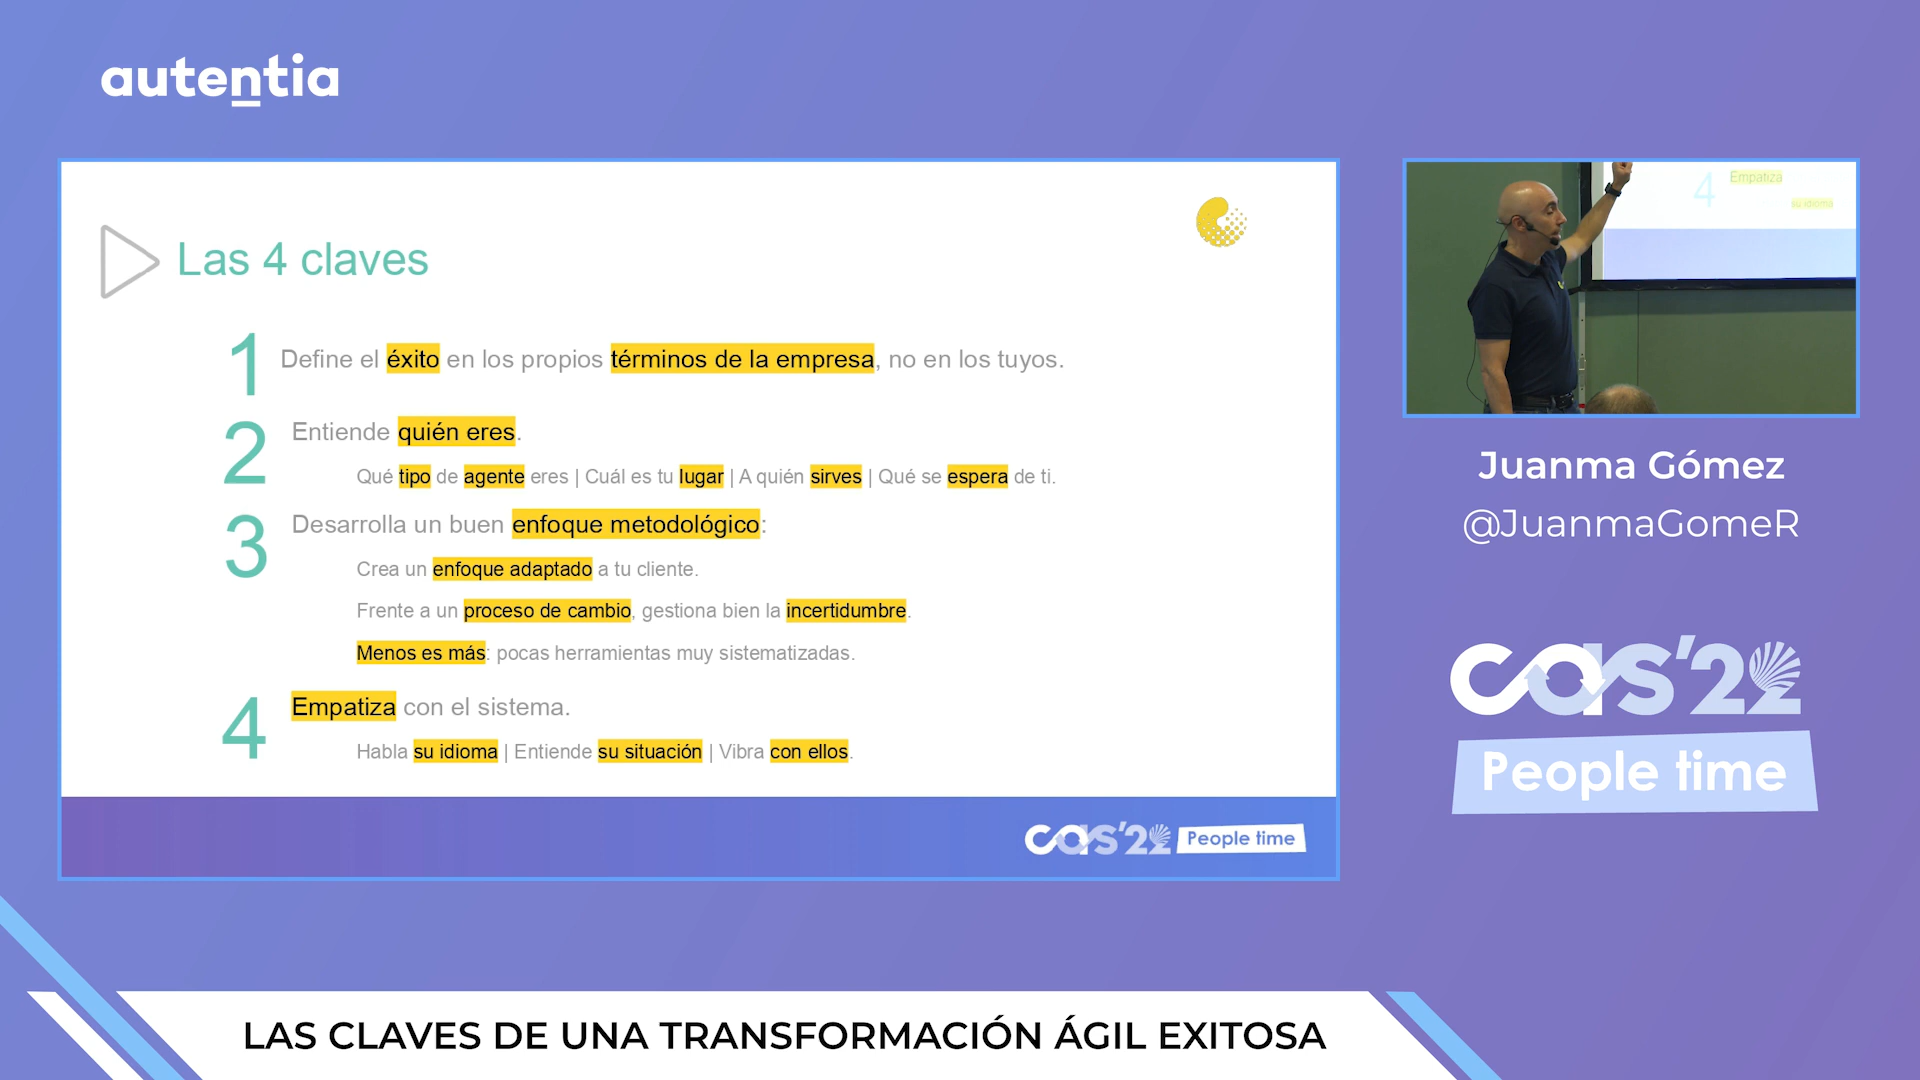 autentia
Las 4 claves
1 Define el éxito en los propios términos de la empresa, no en los tuyos.
2 Entiende quién eres.
Qué tipo de agente eres | Cuál es tu lugar | A quién sirves | Qué se espera de ti.
3 Desarrolla un buen enfoque metodológico:
Crea un enfoque adaptado a tu cliente.
Frente a un proceso de cambio, gestiona bien la incertidumbre.
Menos es más: pocas herramientas muy sistematizadas.
4 Empatiza con el sistema.
Habla su idioma | Entiende su situación | Vibra con ellos.
cas'22 People time
4 Empatiza
su idioma
Juanma Gómez
@JuanmaGomeR
cas'22
People time
LAS CLAVES DE UNA TRANSFORMACIÓN ÁGIL EXITOSA